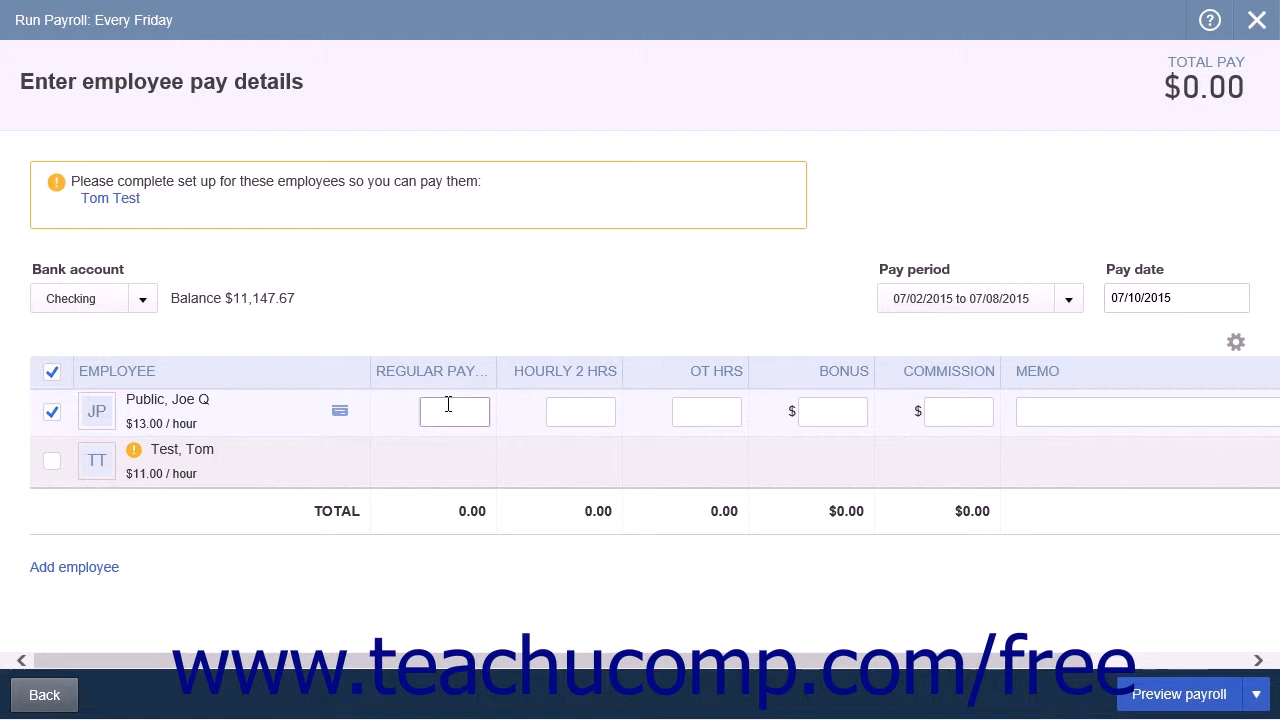 Run Payroll: Every Friday
?
Enter employee pay details
TOTAL PAY
$0.00
! Please complete set up for these employees so you can pay them:
Tom Test
Bank account
Pay period
Pay date
Checking
Balance $11,147.67
07/02/2015 to 07/08/2015
07/10/2015
EMPLOYEE REGULAR PAY... HOURLY 2 HRS OT HRS BONUS COMMISSION MEMO
JP Public, Joe Q
$13.00 / hour
$ $
TT ! Test, Tom
$11.00 / hour
TOTAL 0.00 0.00 0.00 $0.00 $0.00
Add employee
www.teachucomp.com/free
Back
Preview payroll